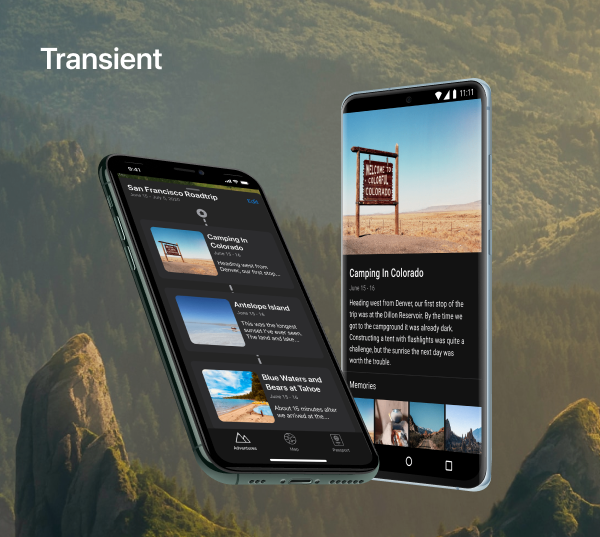 Transient
9:41
San Francisco Roadtrip
June 15 - July 5, 2020
Edit
Camping In
Colorado
June 15 - 16
Heading west from
Denver, our first stop...
Antelope Island
June 15 - 16
This was the longest
sunset I've ever seen.
The land and lake...
Blue Waters and
Bears at Tahoe
June 15 - 16
About 15 minutes after
we arrived at the...
Adventures
Map
Passport
11:11
WELCOME TO
COLORFUL
COLORADO
Camping In Colorado
June 15 - 16
Heading west from Denver, our first stop of the
trip was at the Dillon Reservoir. By the time we
got to the campground it was already dark.
Constructing a tent with flashlights was quite a
challenge, but the sunrise the next day was
worth the trouble.
Memories